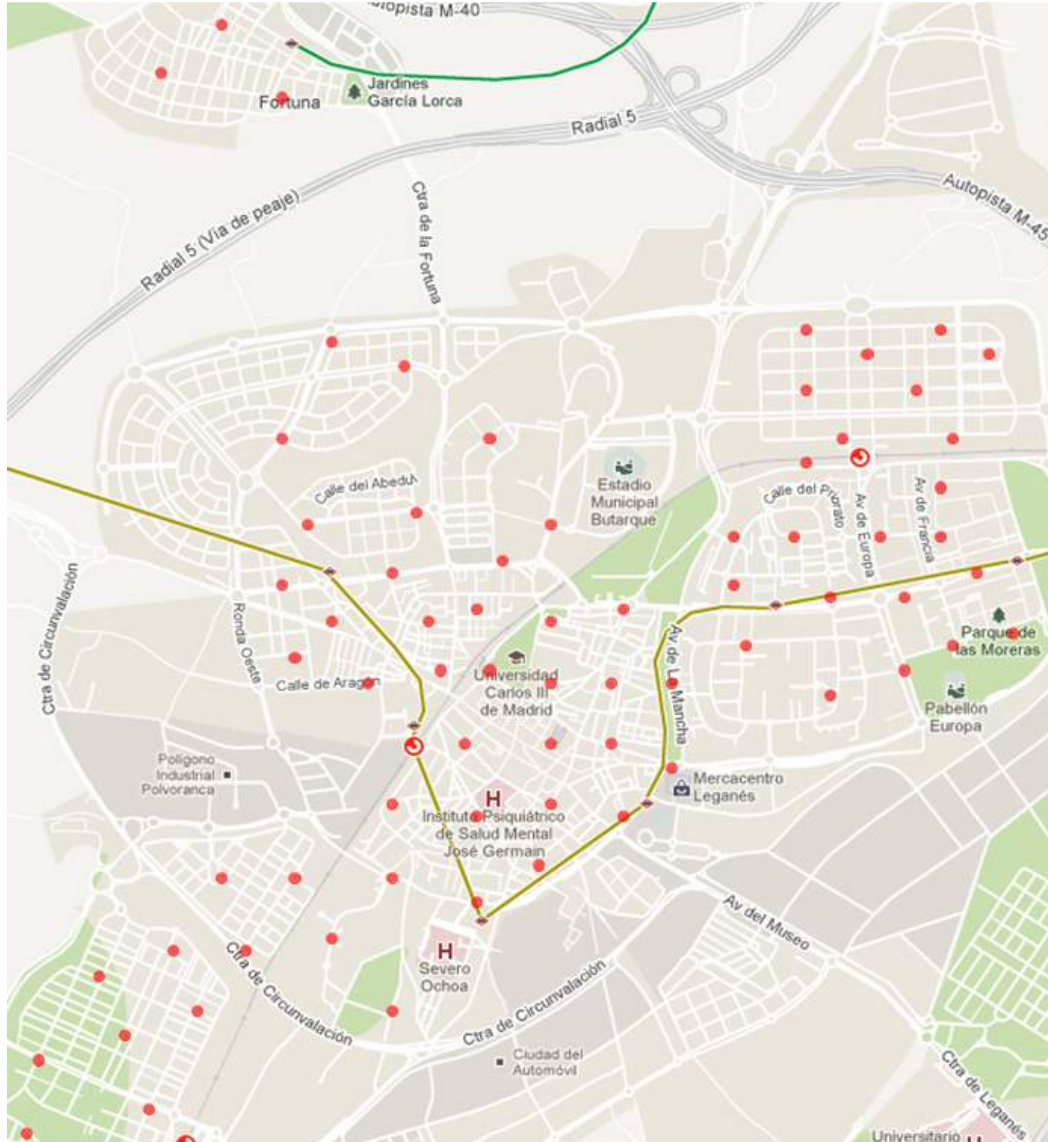 Autopista M-40
Jardines
García Lorca
Fortuna
Radial 5
Autopista M-45
Radial 5 (Vía de peaje)
Ctra de la Fortuna
Estadio
Municipal
Butarque
Calle del Abedul
Calle del Priorato
Av de Europa
Av de Francia
Ctra de Circunvalación
Ronda Oeste
Parque de
las Moreras
Universidad
Carlos III
de Madrid
Av de La Mancha
Calle de Aragón
Pabellón
Europa
Polígono
Industrial
Polvoranca
Mercacentro
Leganés
H
Instituto Psiquiátrico
de Salud Mental
José Germain
Av del Museo
H
Severo
Ochoa
Ctra de Circunvalación
Ctra de Circunvalación
Ciudad del
Automóvil
Ctra de Leganés
Universitario
H